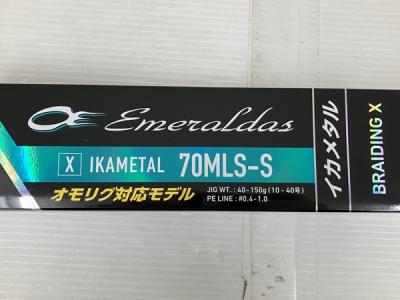 Emeraldas
X IKAMETAL 70MLS-S
オモリグ対応モデル
JIG WT. : 40-150g (10-40号)
PE LINE : #0.4-1.0
イカメタル
BRAIDING X